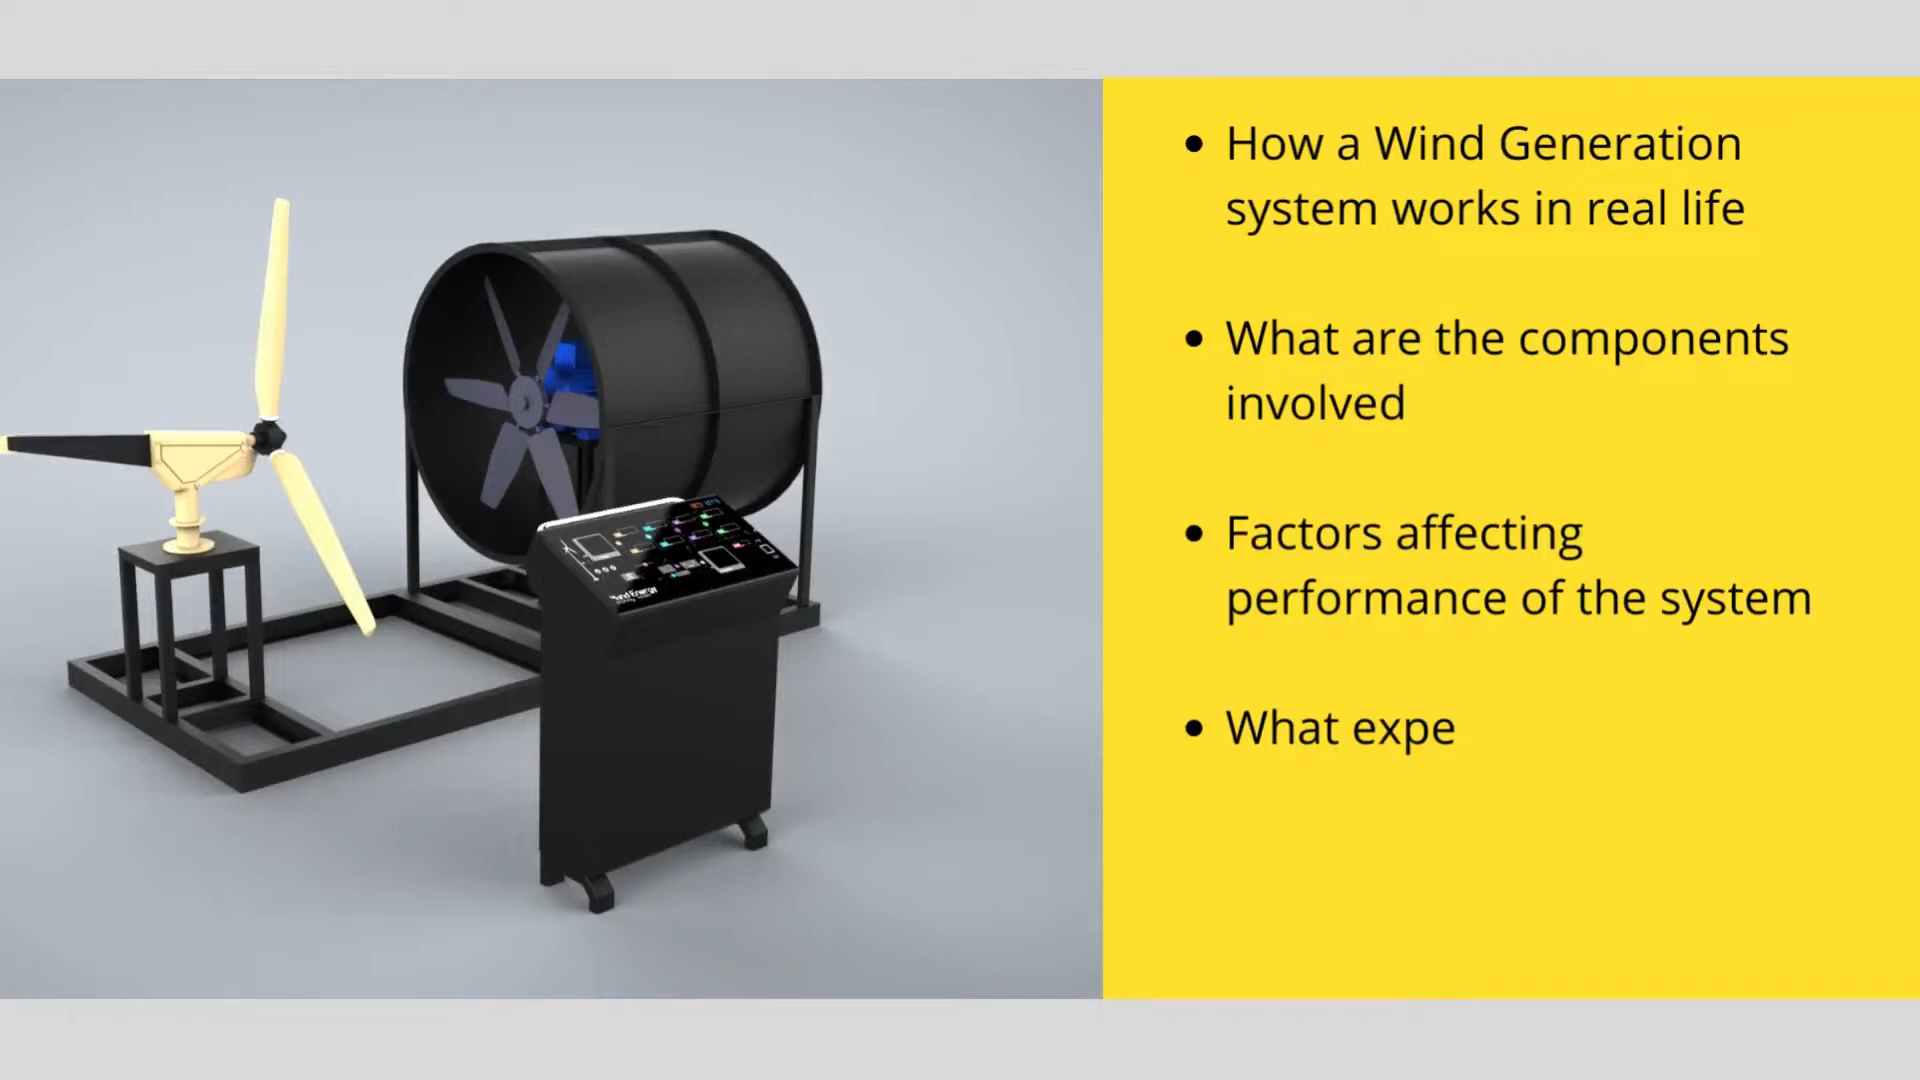 • How a Wind Generation
system works in real life
• What are the components
involved
• Factors affecting
performance of the system
• What expe